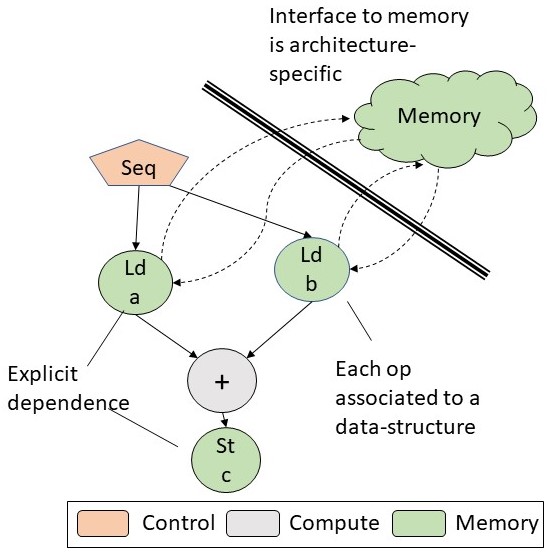 Interface to memory
is architecture-
specific
Memory
Seq
Ld
a
Ld
b
Explicit
dependence
+
Each op
associated to a
data-structure
St
c
Control
Compute
Memory